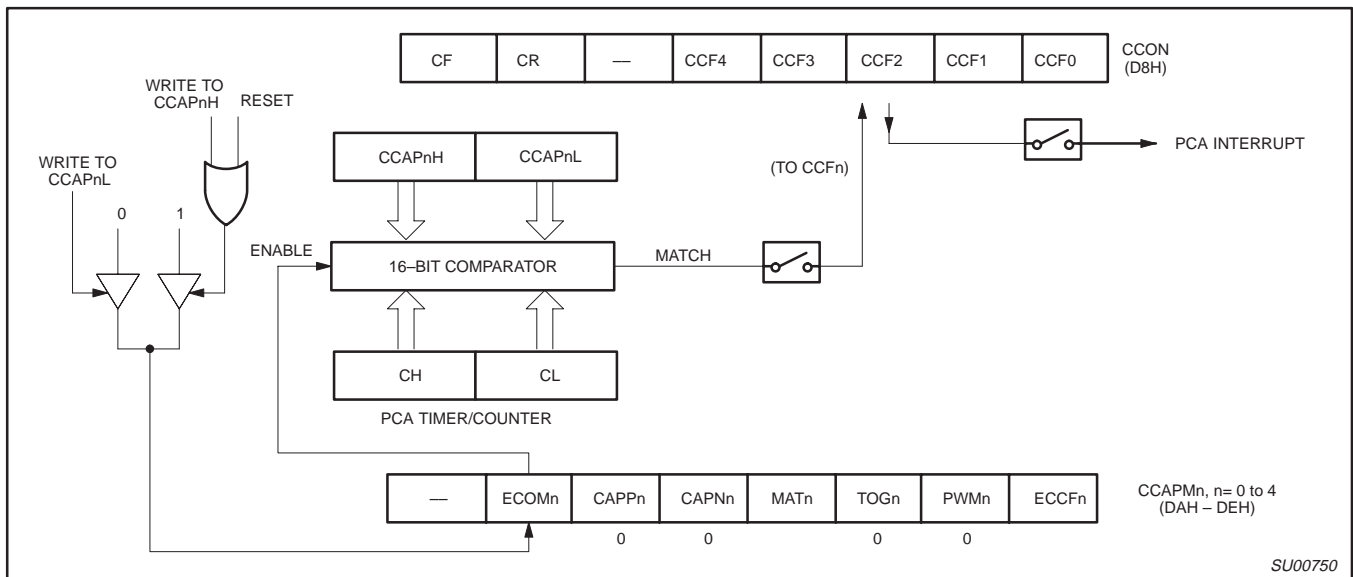 CF CR — CCF4 CCF3 CCF2 CCF1 CCF0
CCON
(D8H)
WRITE TO
CCAPnH RESET
WRITE TO
CCAPnL
0 1
CCAPnH CCAPnL
(TO CCFn)
PCA INTERRUPT
ENABLE
16–BIT COMPARATOR
MATCH
CH CL
PCA TIMER/COUNTER
— ECOMn CAPPn CAPNn MATn TOGn PWMn ECCFn
CCAPMn, n= 0 to 4
(DAH – DEH)
0 0 0 0
SU00750